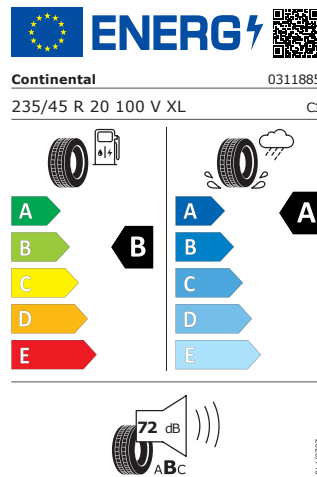 ENERG
Continental 0311885
235/45 R 20 100 V XL
A
B
C
D
E
B
A
B
C
D
E
A
72 dB
ABC